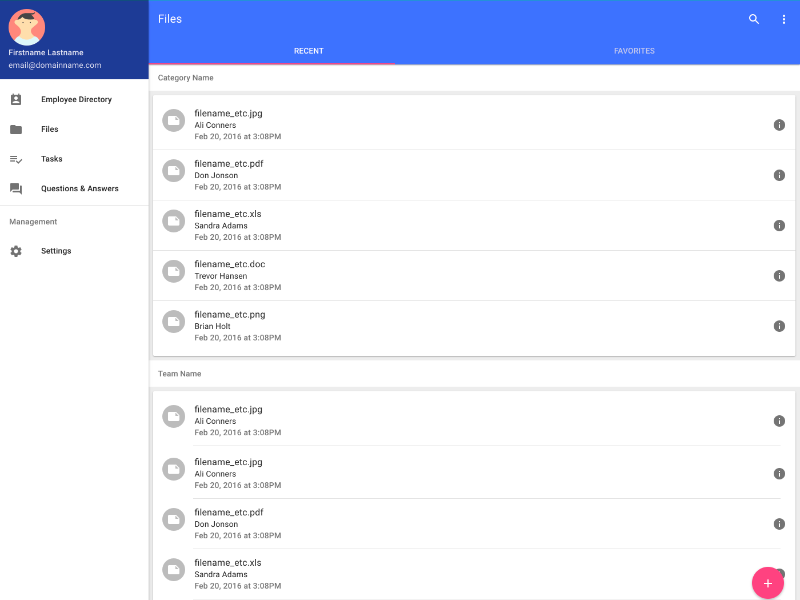 Firstname Lastname
email@domainname.com
Employee Directory
Files
Tasks
Questions & Answers
Management
Settings
Files
RECENT
FAVORITES
Category Name
filename_etc.jpg
Ali Conners
Feb 20, 2016 at 3:08PM
filename_etc.pdf
Don Jonson
Feb 20, 2016 at 3:08PM
filename_etc.xls
Sandra Adams
Feb 20, 2016 at 3:08PM
filename_etc.doc
Trevor Hansen
Feb 20, 2016 at 3:08PM
filename_etc.png
Brian Holt
Feb 20, 2016 at 3:08PM
Team Name
filename_etc.jpg
Ali Conners
Feb 20, 2016 at 3:08PM
filename_etc.jpg
Ali Conners
Feb 20, 2016 at 3:08PM
filename_etc.pdf
Don Jonson
Feb 20, 2016 at 3:08PM
filename_etc.xls
Sandra Adams
Feb 20, 2016 at 3:08PM